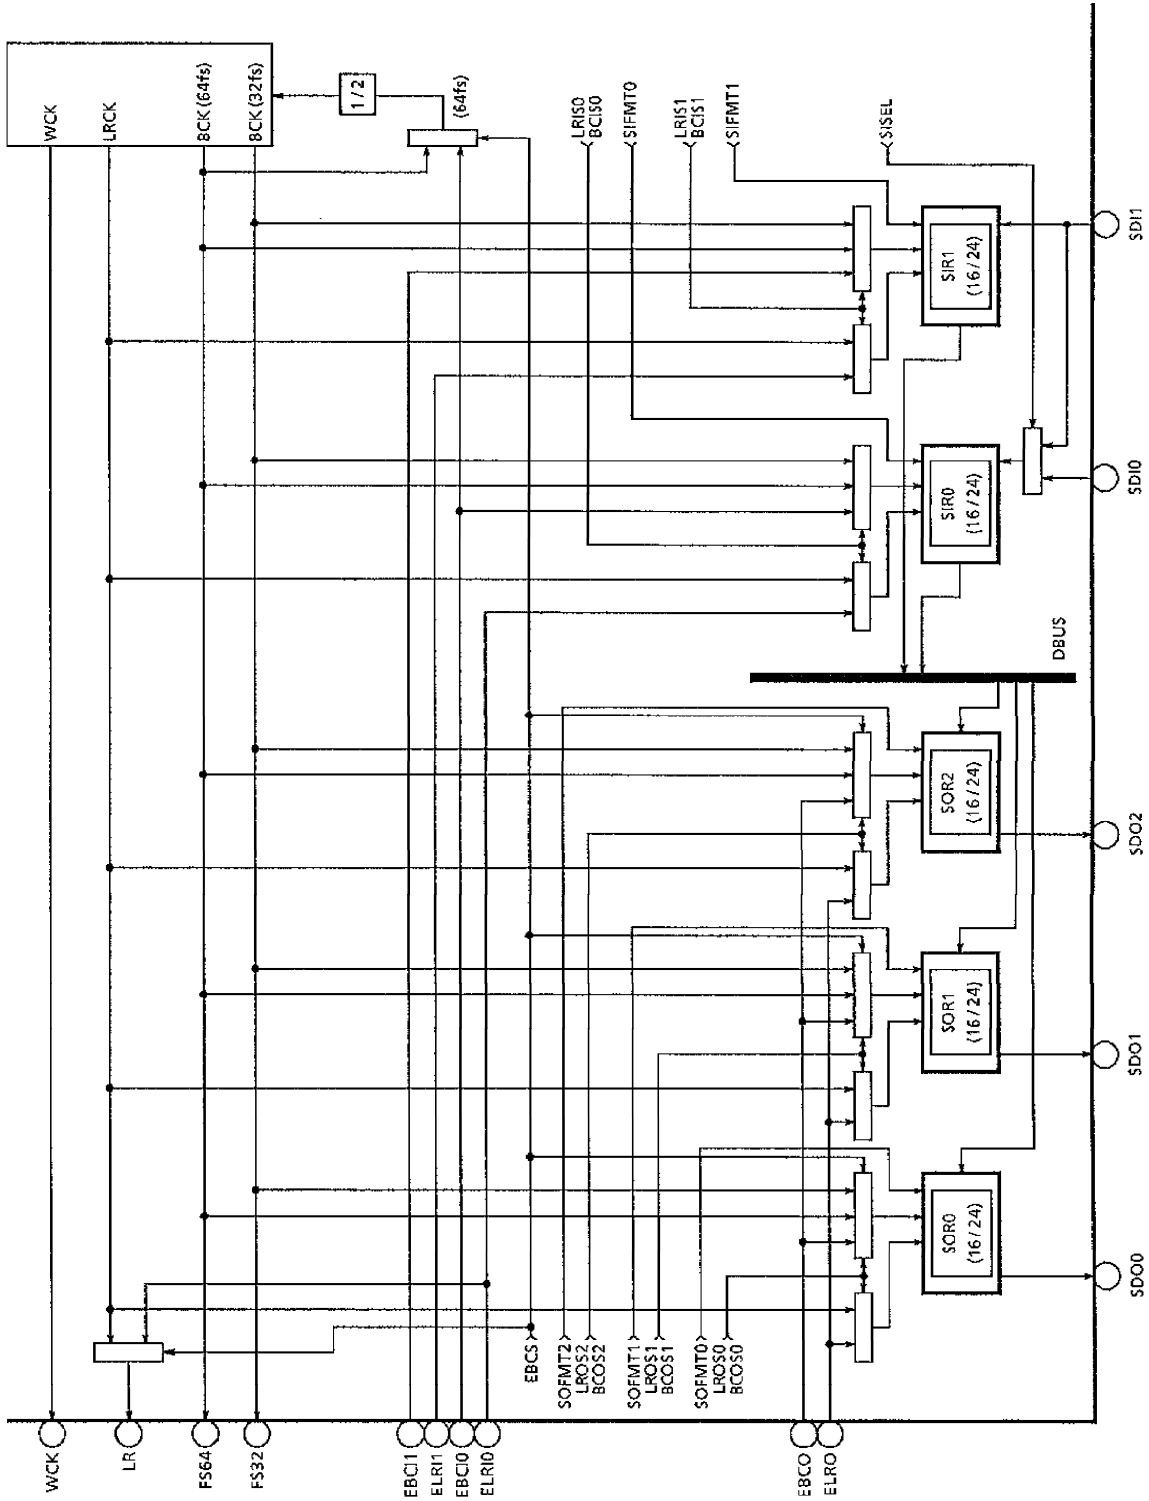 WCK
LRCK
BCK (64fs)
BCK (32fs)
1 / 2
(64fs)
LRIS0
BCIS0
SIFMT0
LRIS1
BCIS1
SIFMT1
SISEL
SIR1
(16 / 24)
SDI1
SIR0
(16 / 24)
SDI0
DBUS
SOR2
(16 / 24)
SDO2
SOR1
(16 / 24)
SDO1
SOR0
(16 / 24)
SDO0
EBCS
SOFMT2
LROS2
BCOS2
SOFMT1
LROS1
BCOS1
SOFMT0
LROS0
BCOS0
WCK
LR
FS64
FS32
EBCI1
ELRI1
EBCI0
ELRI0
EBCO
ELRO